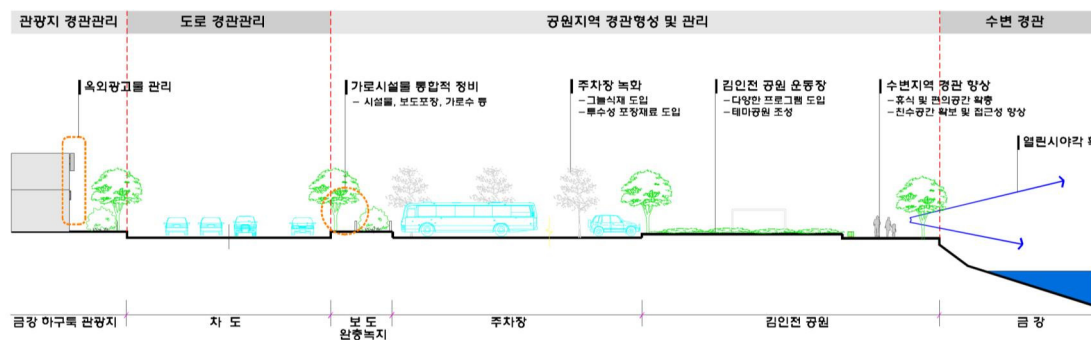 관광지 경관관리
도로 경관관리
공원지역 경관형성 및 관리
수변 경관
옥외광고물 관리
가로시설물 통합적 정비
– 시설물, 보도포장, 가로수 등
주차장 녹화
–그늘식재 도입
–투수성 포장재료 도입
김인전 공원 운동장
–다양한 프로그램 도입
–테마공원 조성
수변지역 경관 향상
–휴식 및 편의공간 확충
–친수공간 확보 및 접근성 향상
열린시야각
금강 하구둑 관광지
차 도
보 도
완충녹지
주차장
김인전 공원
금 강